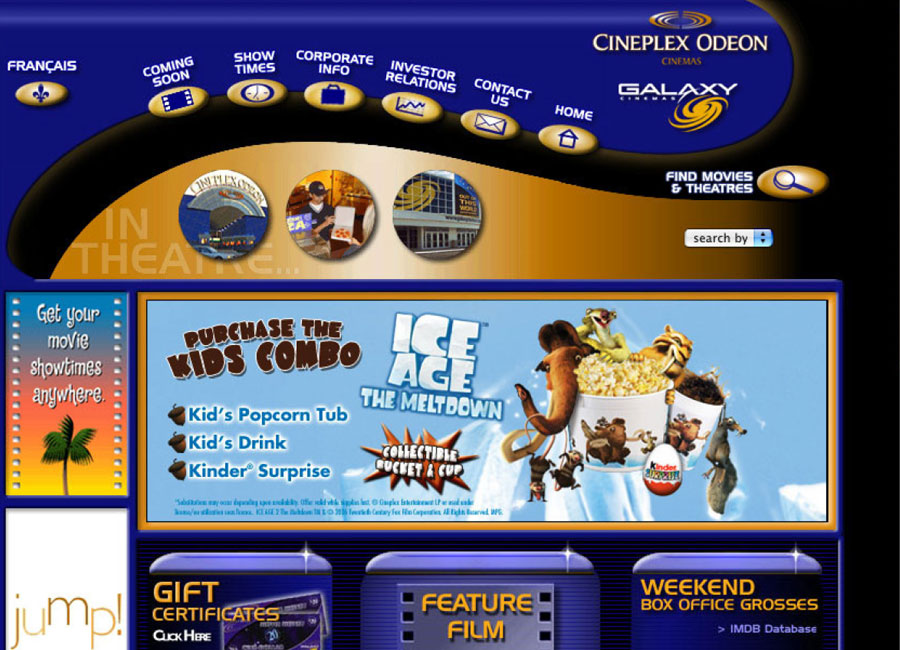 CINEPLEX ODEON
CINEMAS
GALAXY
CINEMAS
FRANÇAIS
COMING
SOON
SHOW
TIMES
CORPORATE
INFO
INVESTOR
RELATIONS
CONTACT
US
HOME
FIND MOVIES
& THEATRES
search by
CINEPLEX ODEON
IN
THEATRE...
Get your
movie
showtimes
anywhere.
PURCHASE THE
KIDS COMBO
Kid's Popcorn Tub
Kid's Drink
Kinder® Surprise
ICE
AGE
THE MELTDOWN
COLLECTIBLE
BUCKET & CUP
Kinder
jump!
GIFT
CERTIFICATES
CLICK HERE
FEATURE
FILM
WEEKEND
BOX OFFICE GROSSES
> IMDB Database